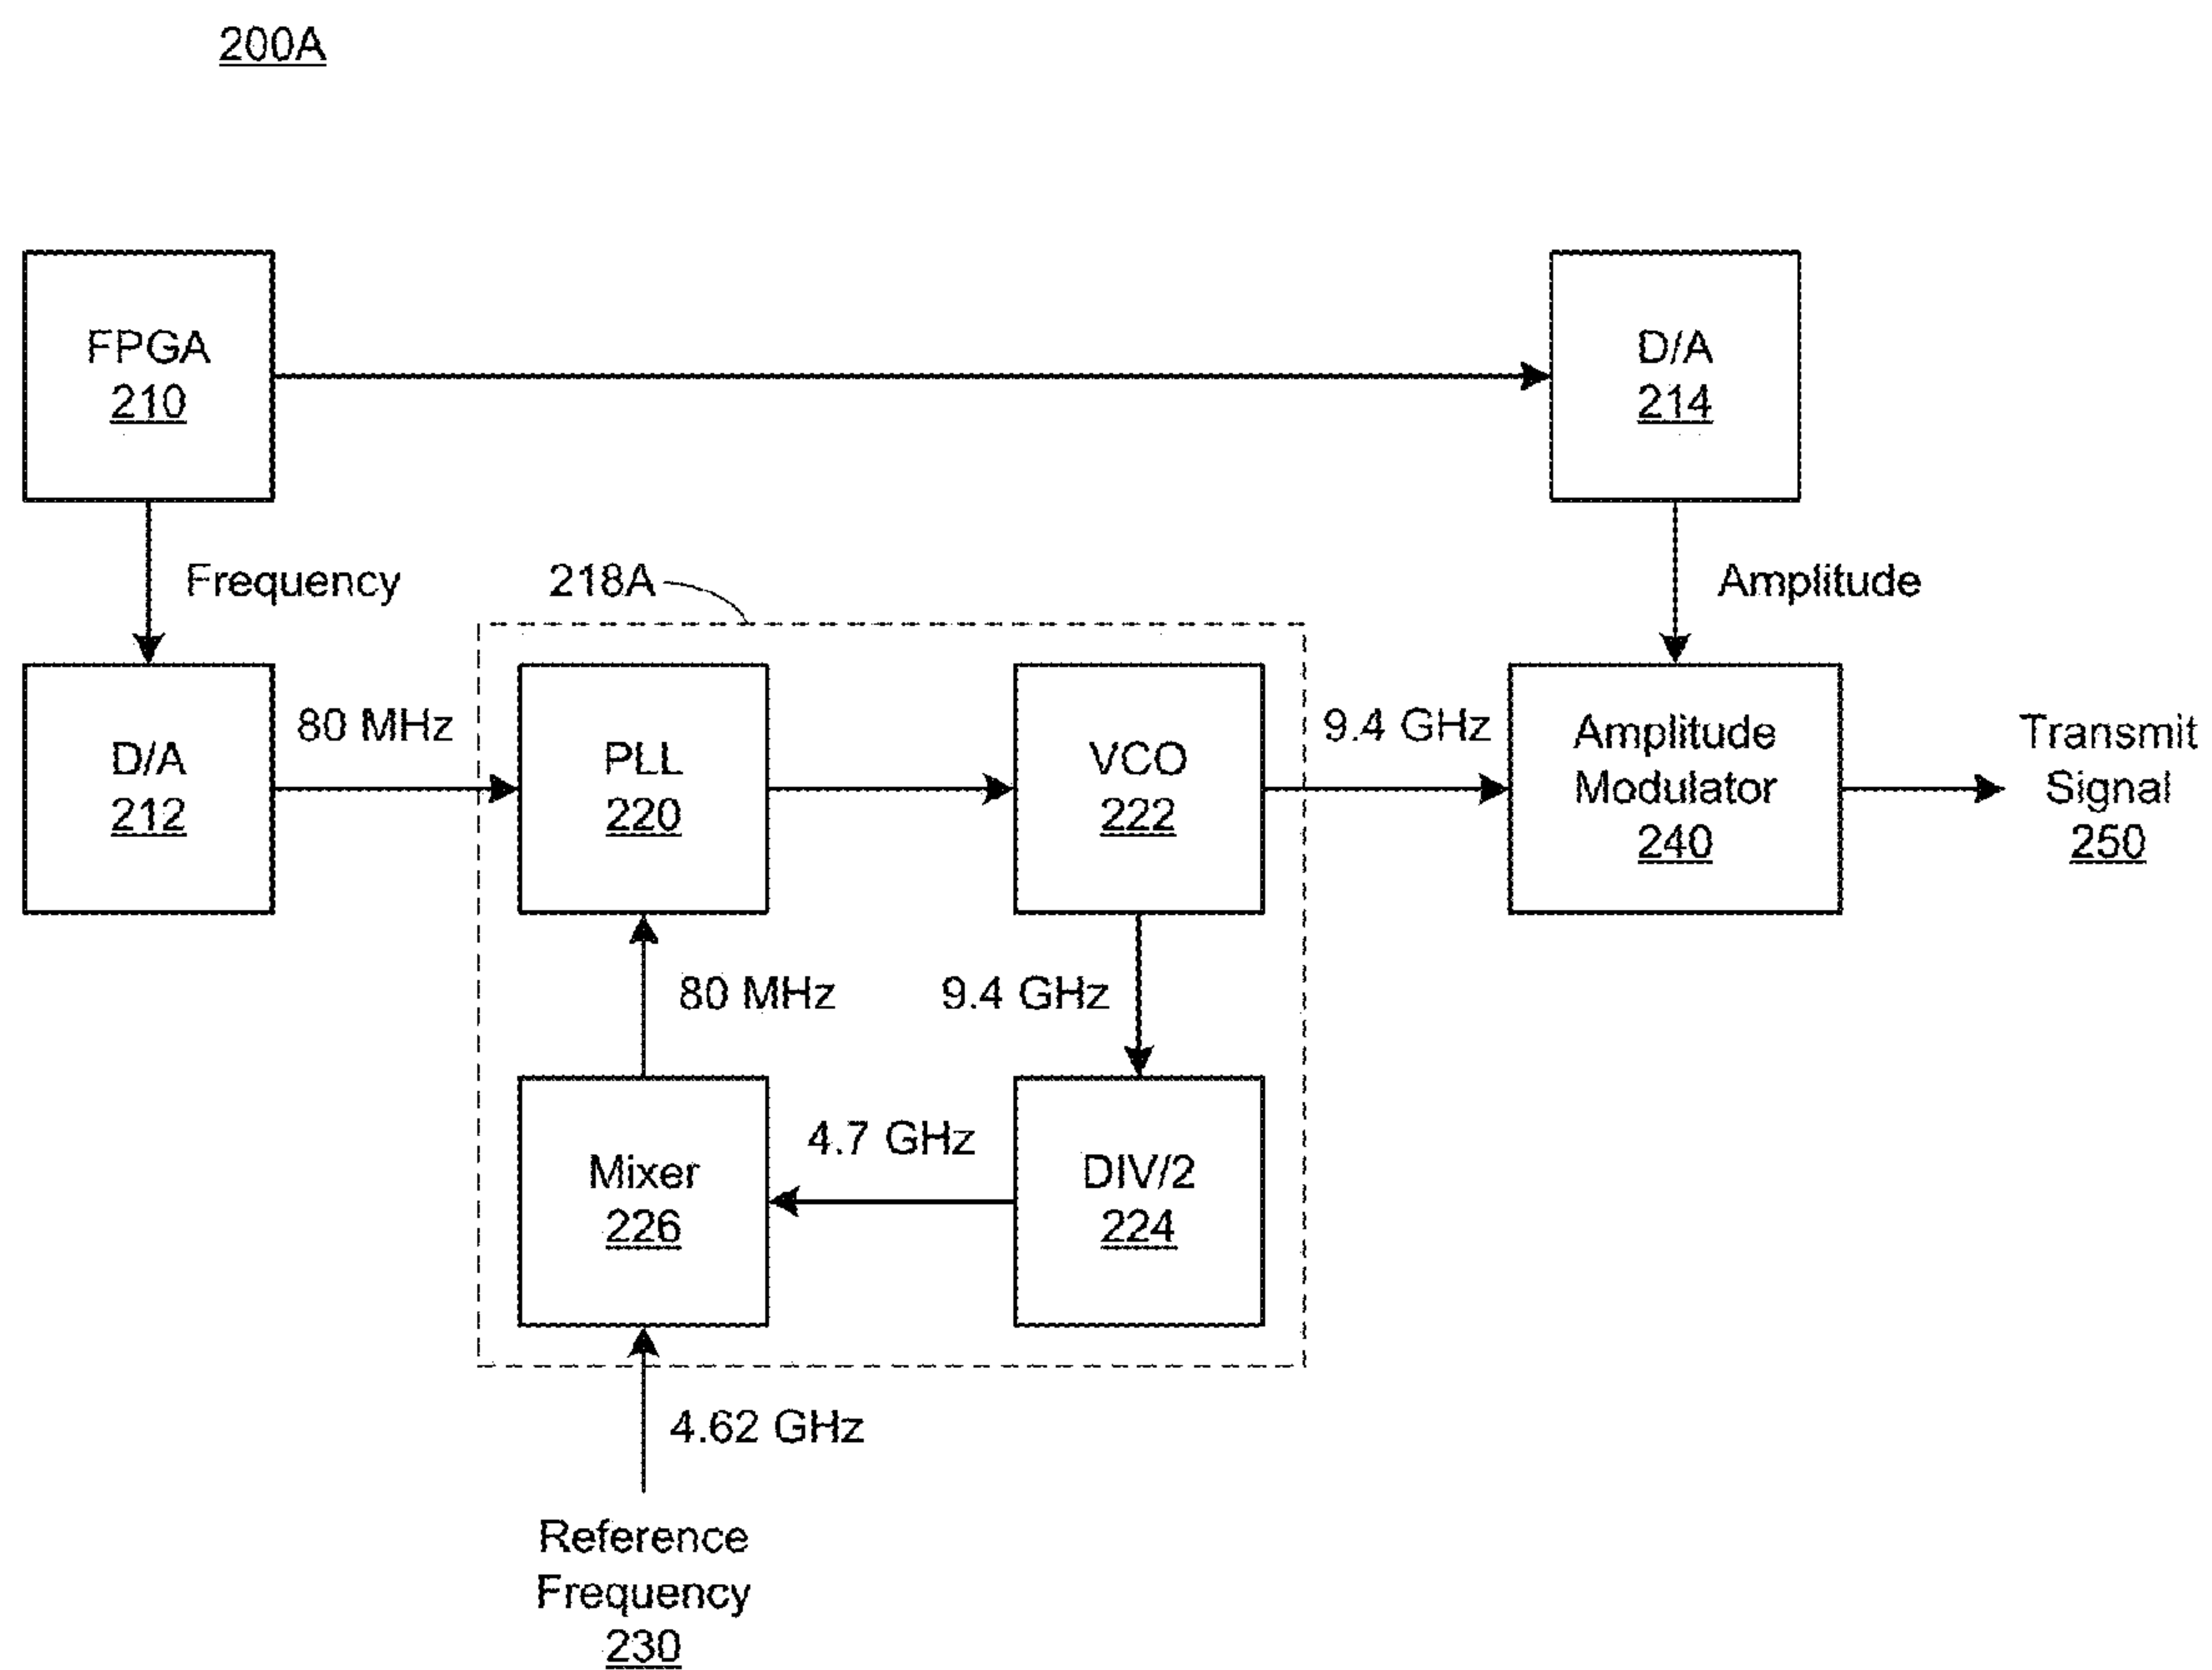 200A
FPGA
210
D/A
214
Frequency
218A
Amplitude
D/A
212
80 MHz
PLL
220
VCO
222
9.4 GHz
Amplitude
Modulator
240
Transmit
Signal
250
80 MHz
9.4 GHz
Mixer
226
4.7 GHz
DIV/2
224
4.62 GHz
Reference
Frequency
230